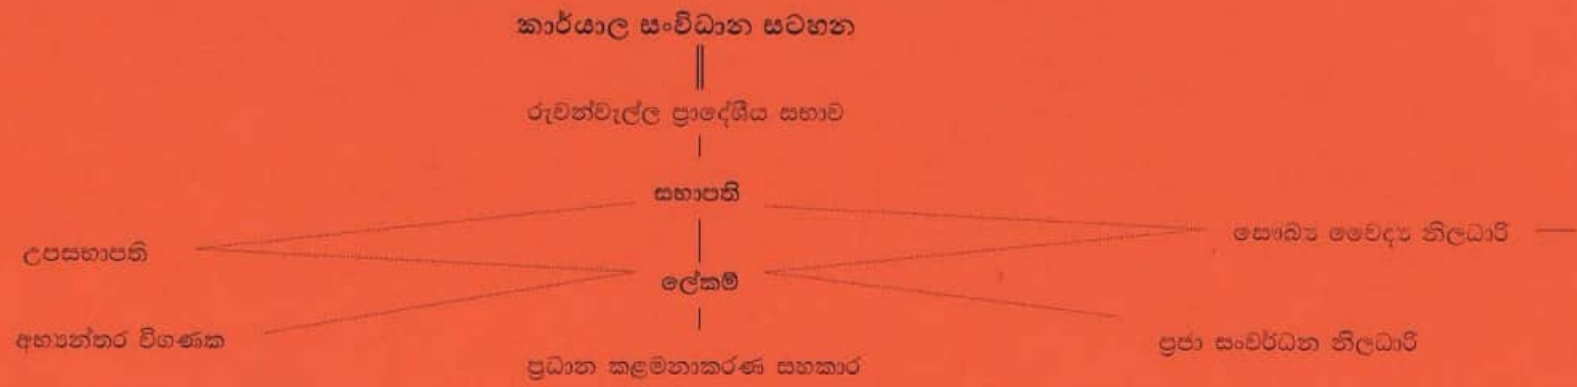 කාර්යාල සංවිධාන සටහන
රුවන්වැල්ල ප්‍රාදේශීය සභාව
සභාපති
සෞඛ්‍ය වෛද්‍ය නිලධාරි
උපසභාපති
ලේකම්
අභ්‍යන්තර විගණක
ප්‍රජා සංවර්ධන නිලධාරි
ප්‍රධාන කළමනාකරණ සහකාර